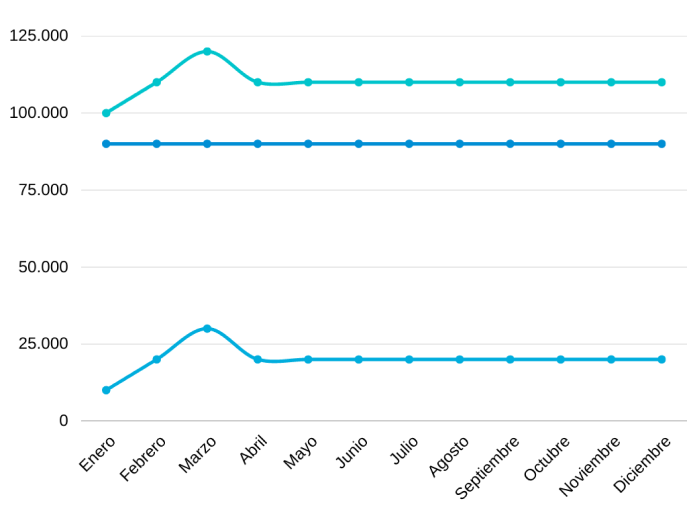 125.000
100.000
75.000
50.000
25.000
0
Enero
Febrero
Marzo
Abril
Mayo
Junio
Julio
Agosto
Septiembre
Octubre
Noviembre
Diciembre